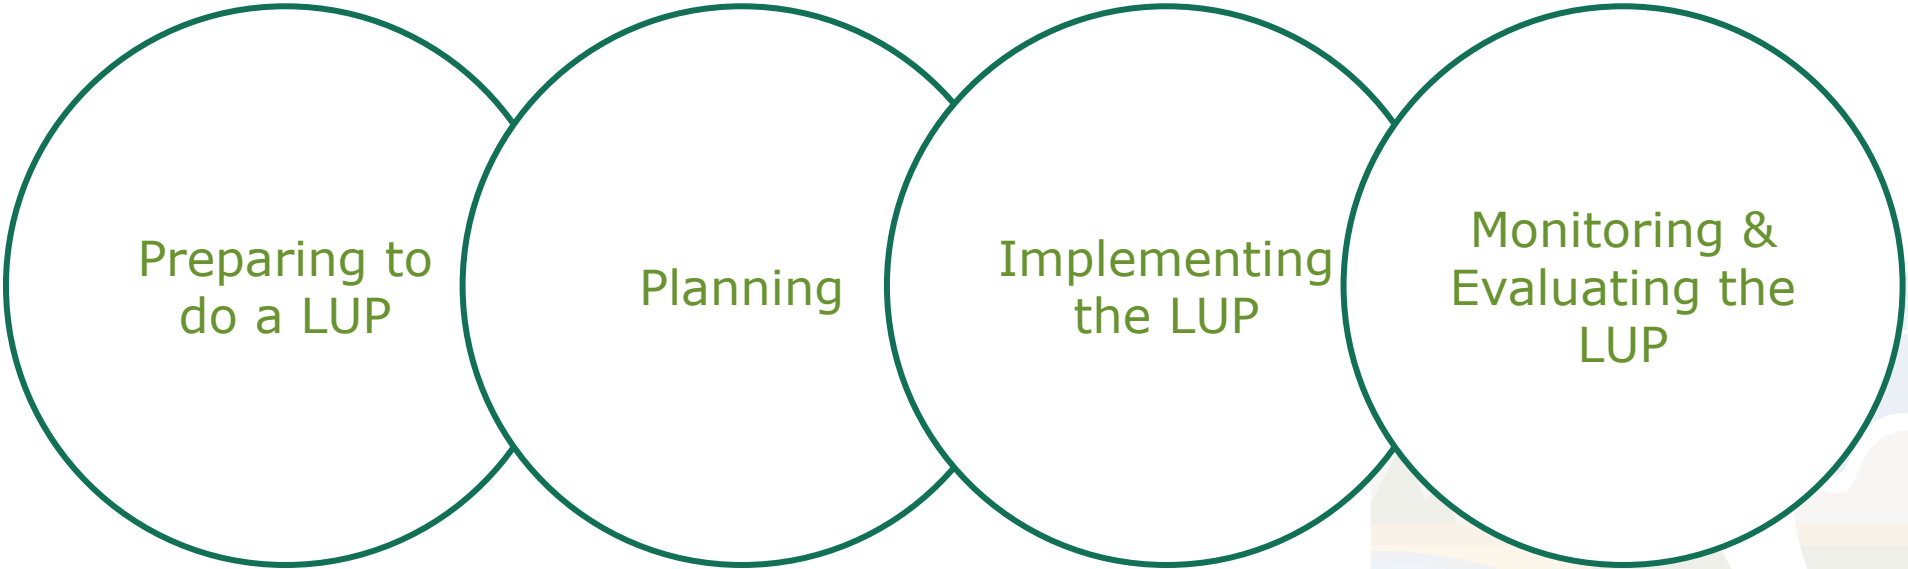 Preparing to
do a LUP
Planning
Implementing
the LUP
Monitoring &
Evaluating the
LUP